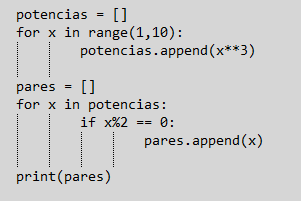 potencias = []
for x in range(1,10):
        potencias.append(x**3)
pares = []
for x in potencias:
        if x%2 == 0:
                pares.append(x)
print(pares)